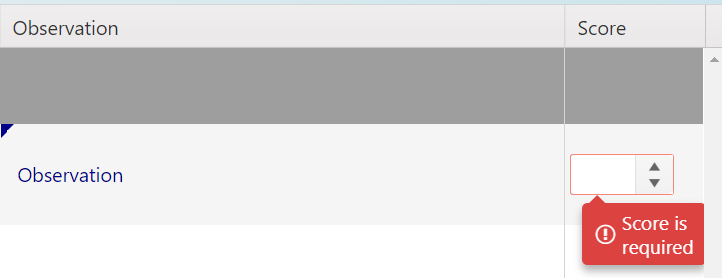 Observation Score
Observation
Score is
required